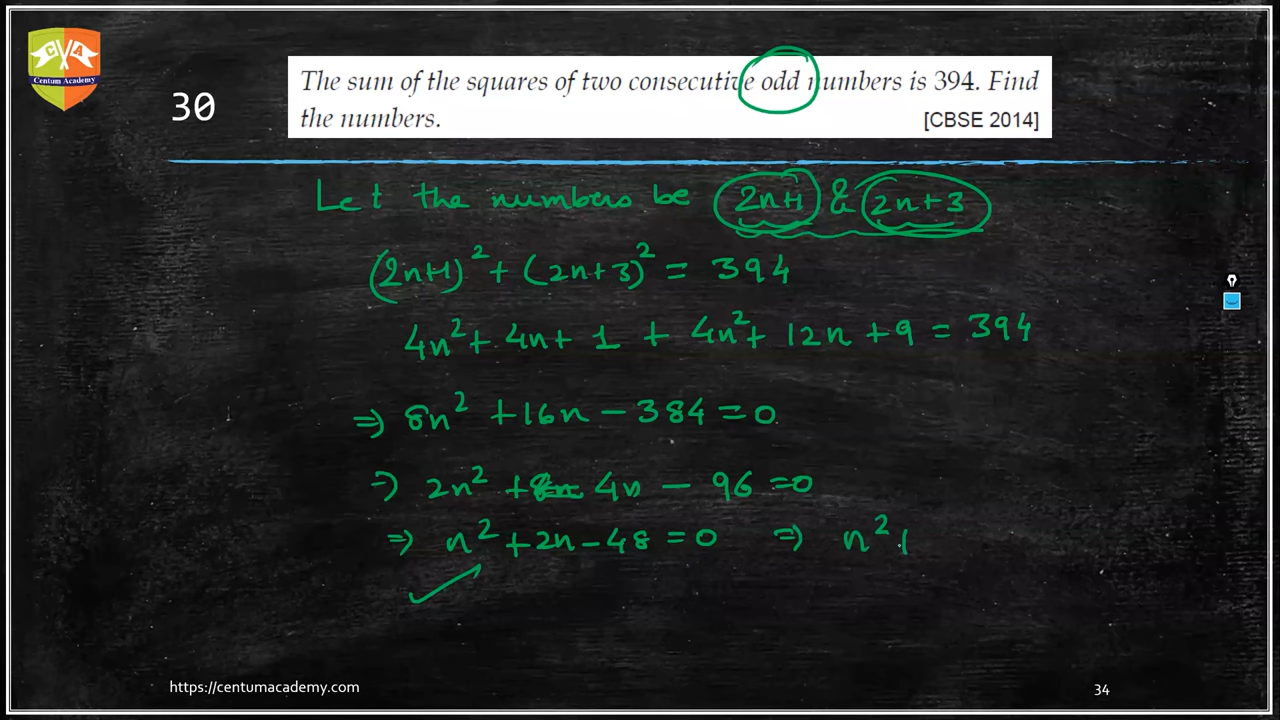 C A
Centum Academy
30
The sum of the squares of two consecutive odd numbers is 394. Find
the numbers.
[CBSE 2014]
Let the numbers be 2n+1 & 2n+3
(2n+1)² + (2n+3)² = 394
4n² + 4n + 1 + 4n² + 12n + 9 = 394
⇒ 8n² + 16n − 384 = 0
⇒ 2n² + 4n − 96 = 0
⇒ n² + 2n − 48 = 0 ⇒ n²
https://centumacademy.com
34